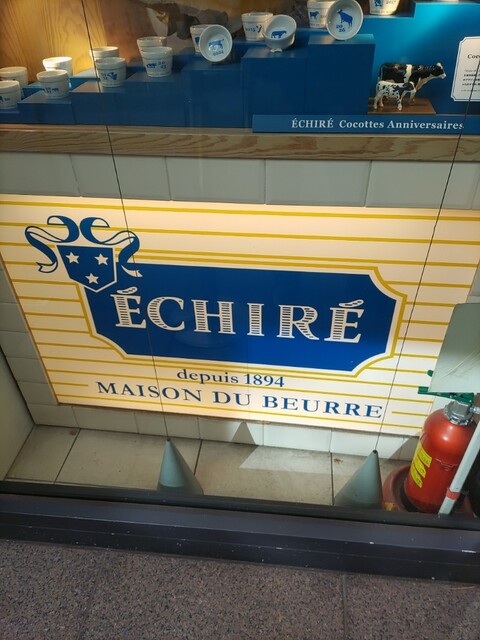 ÉCHIRÉ Cocottes Anniversaires
ÉCHIRÉ
depuis 1894
MAISON DU BEURRE